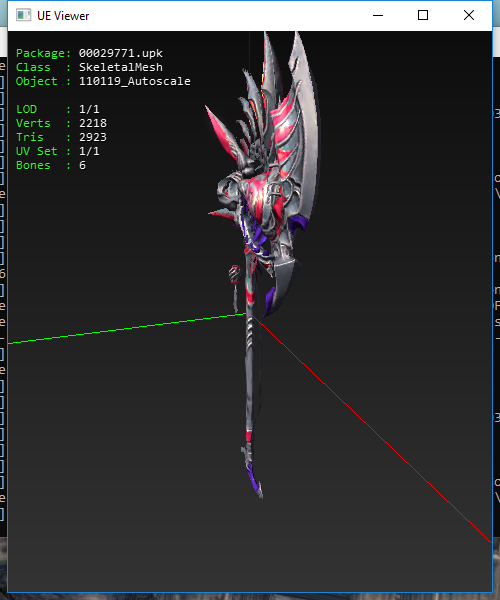 UE Viewer
Package: 00029771.upk
Class : SkeletalMesh
Object : 110119_Autoscale
LOD : 1/1
Verts : 2218
Tris : 2923
UV Set : 1/1
Bones : 6